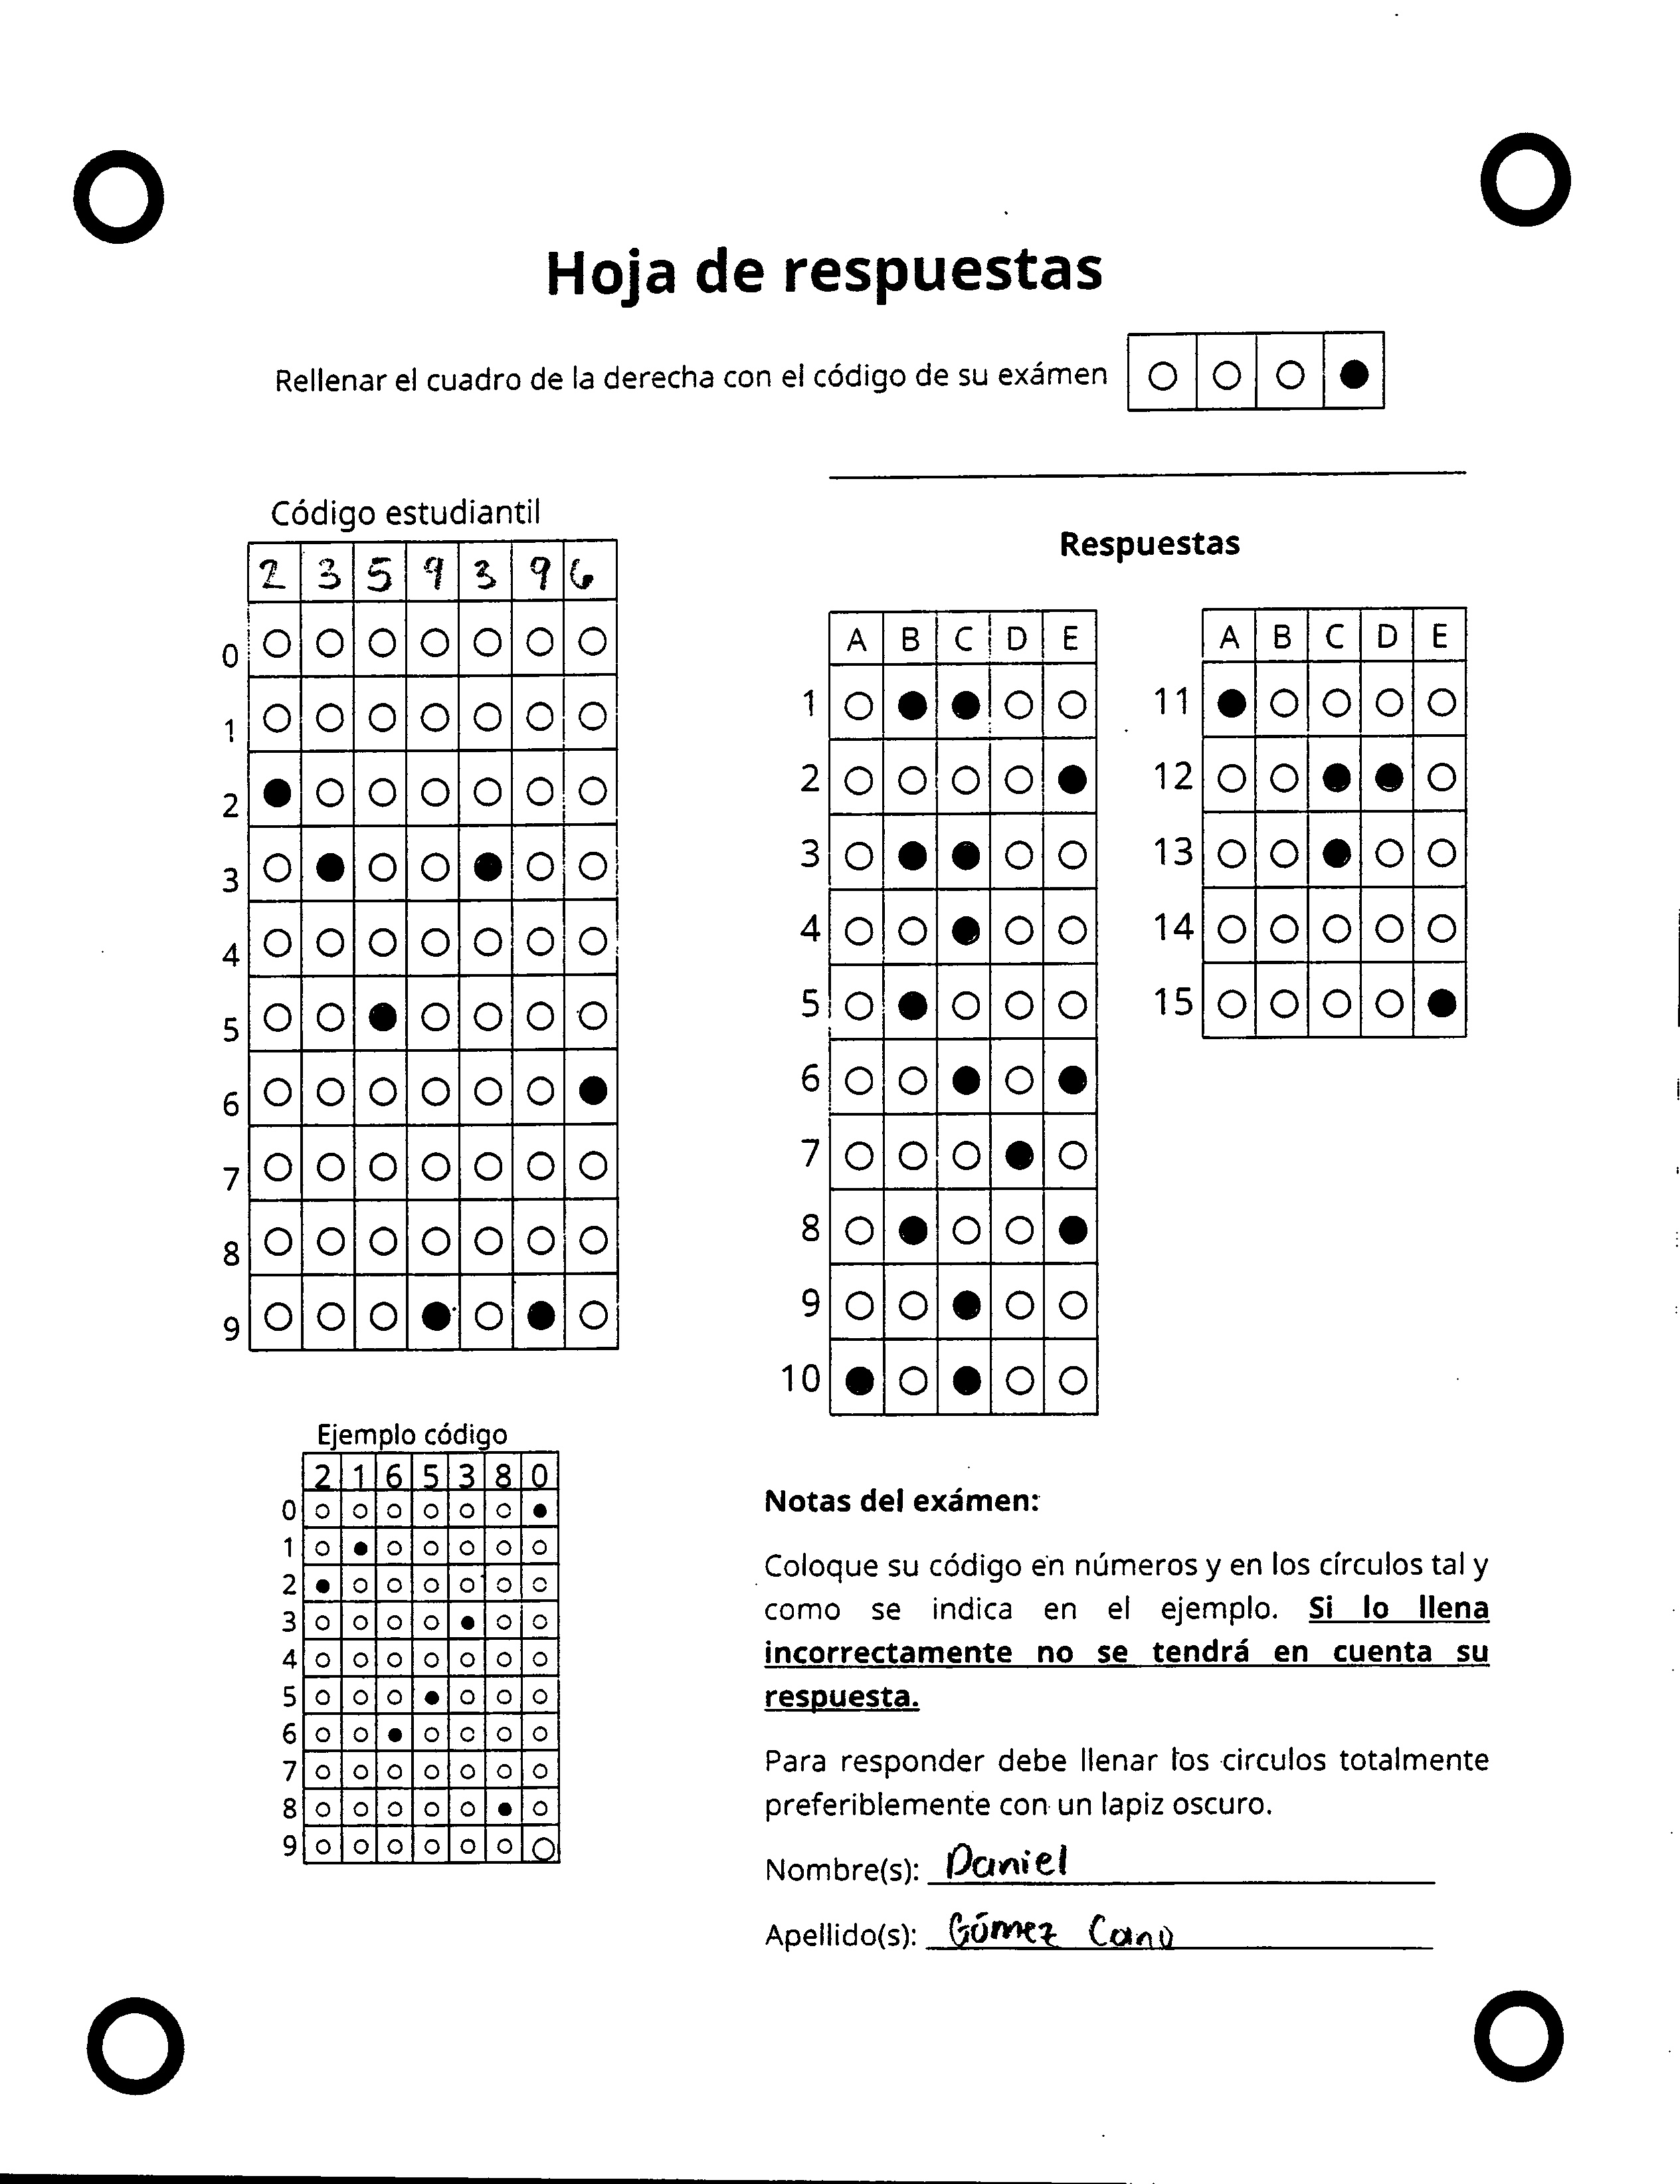 Hoja de respuestas
Rellenar el cuadro de la derecha con el código de su exámen
Código estudiantil
2 3 5 9 3 9 6
0
1
2
3
4
5
6
7
8
9
Respuestas
A B C D E
1
2
3
4
5
6
7
8
9
10
A B C D E
11
12
13
14
15
Ejemplo código
2 1 6 5 3 8 0
0
1
2
3
4
5
6
7
8
9
Notas del exámen:
Coloque su código en números y en los círculos tal y
como se indica en el ejemplo. Si lo llena
incorrectamente no se tendrá en cuenta su
respuesta.
Para responder debe llenar los circulos totalmente
preferiblemente con un lapiz oscuro.
Nombre(s): Daniel
Apellido(s): Gómez Cano